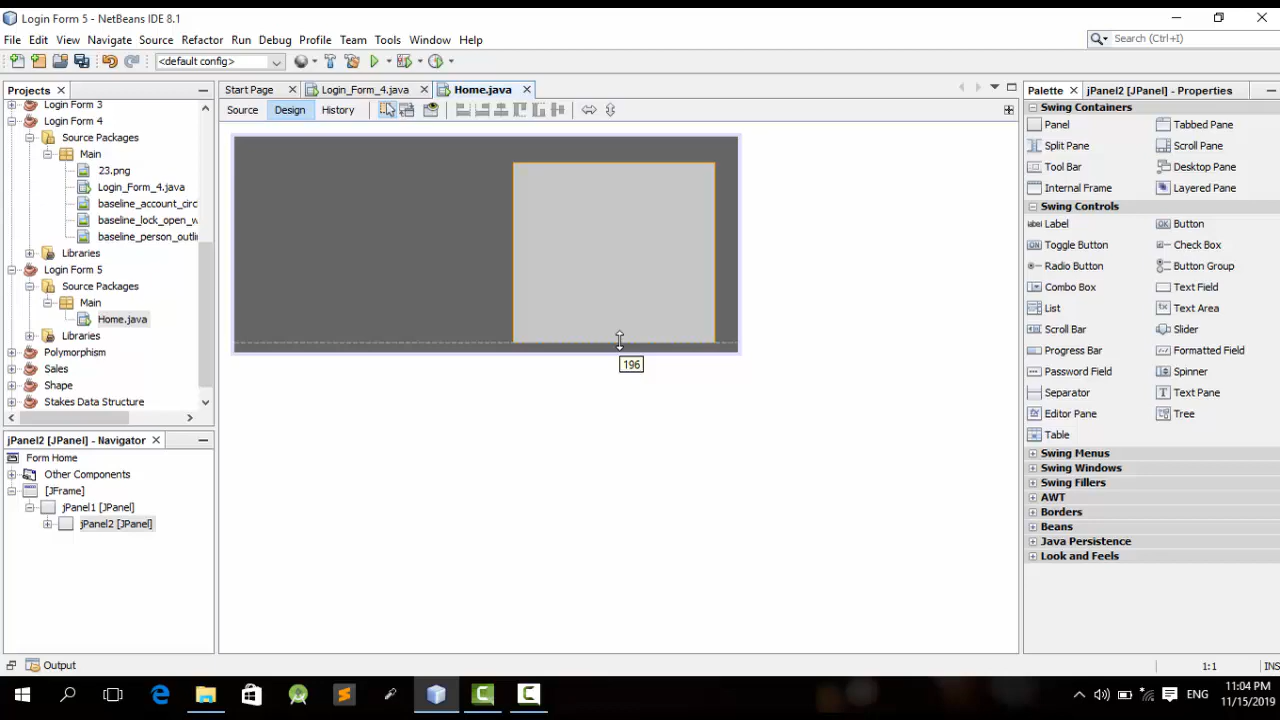 Login Form 5 - NetBeans IDE 8.1
File Edit View Navigate Source Refactor Run Debug Profile Team Tools Window Help
Search (Ctrl+I)
<default config>
Projects
Start Page
Login_Form_4.java
Home.java
Palette
jPanel2 [JPanel] - Properties
Source
Design
History
Login Form 3
Login Form 4
Source Packages
Main
23.png
Login_Form_4.java
baseline_account_circ
baseline_lock_open_w
baseline_person_outli
Libraries
Login Form 5
Source Packages
Main
Home.java
Libraries
Polymorphism
Sales
Shape
Stakes Data Structure
jPanel2 [JPanel] - Navigator
Form Home
Other Components
[JFrame]
jPanel1 [JPanel]
jPanel2 [JPanel]
196
Swing Containers
Panel
Tabbed Pane
Split Pane
Scroll Pane
Tool Bar
Desktop Pane
Internal Frame
Layered Pane
Swing Controls
label Label
OK Button
ON Toggle Button
Check Box
Radio Button
Button Group
Combo Box
Text Field
List
Text Area
Scroll Bar
Slider
Progress Bar
Formatted Field
Password Field
Spinner
Separator
T Text Pane
Editor Pane
Tree
Table
Swing Menus
Swing Windows
Swing Fillers
AWT
Borders
Beans
Java Persistence
Look and Feels
Output
1:1
INS
ENG
11:04 PM
11/15/2019